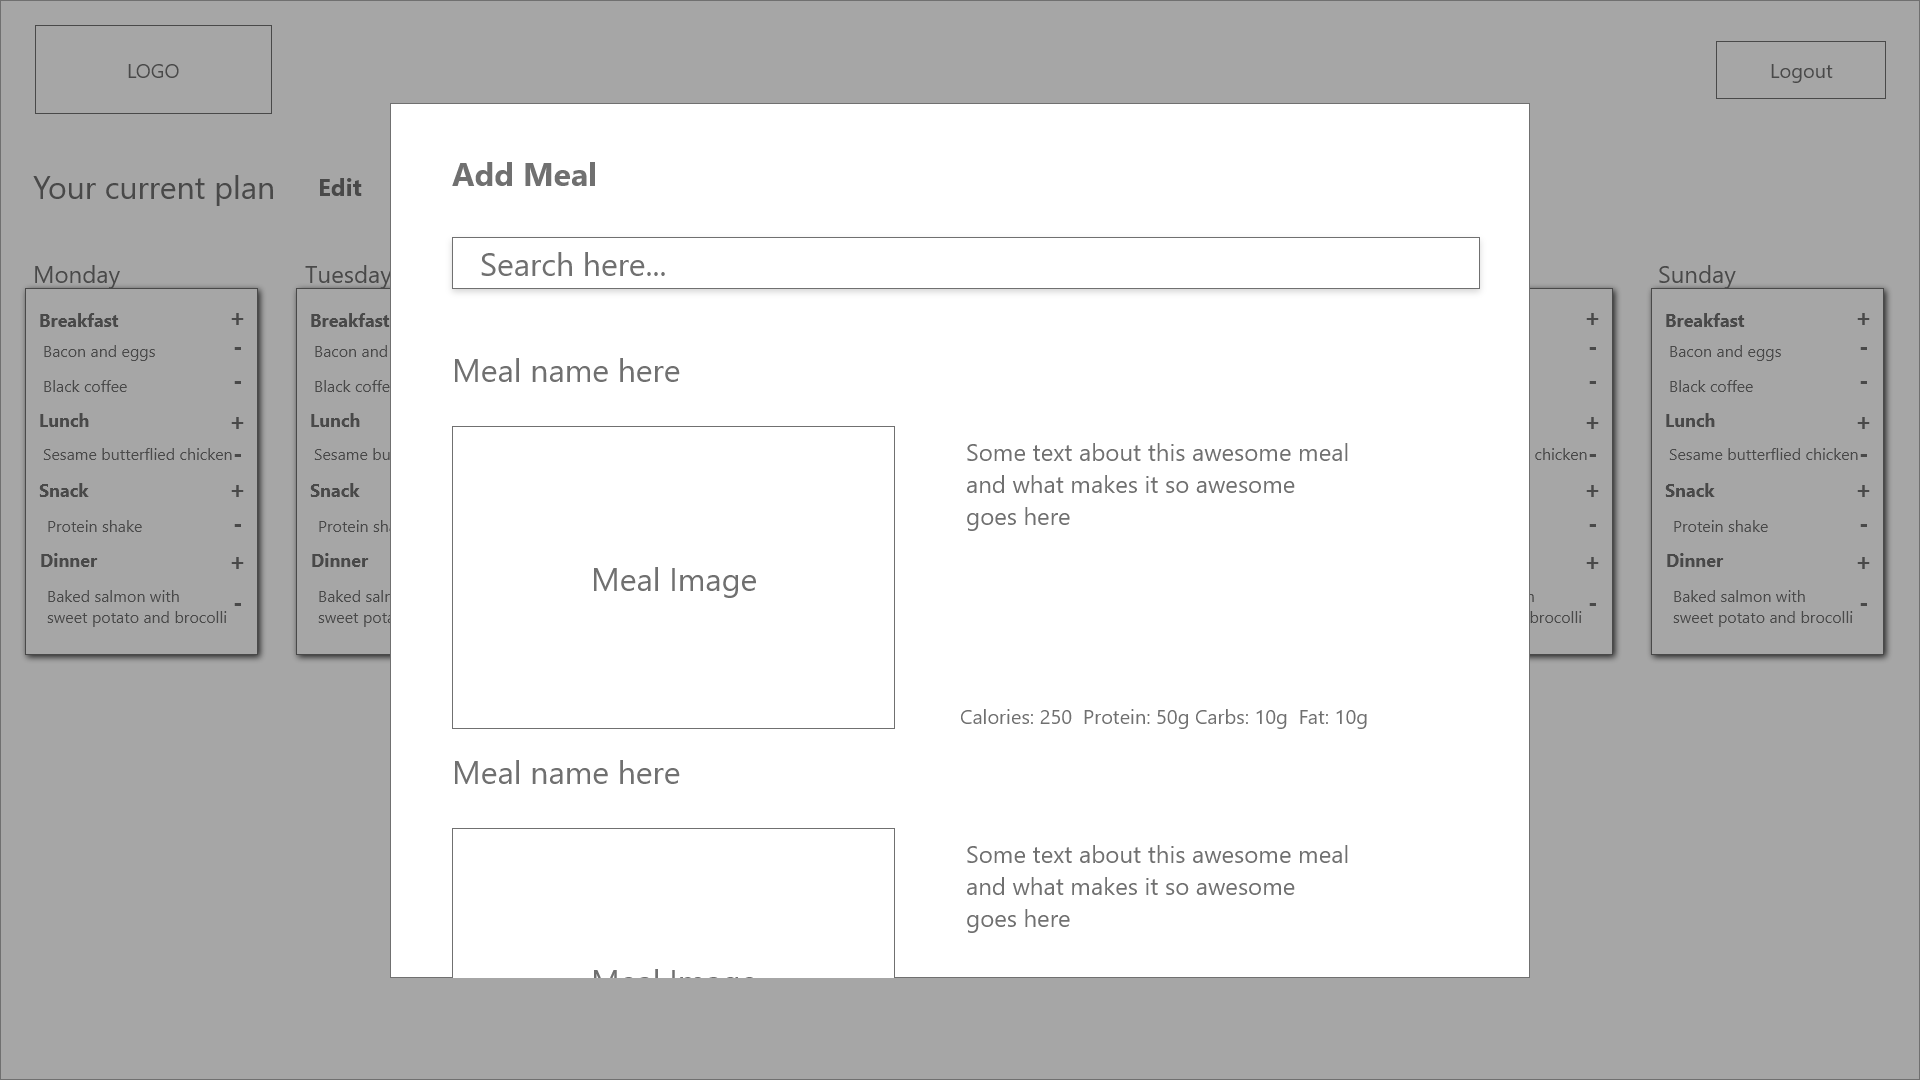 LOGO
Logout
Your current plan
Edit
Monday
Breakfast +
Bacon and eggs -
Black coffee -
Lunch +
Sesame butterflied chicken-
Snack +
Protein shake -
Dinner +
Baked salmon with
sweet potato and brocolli -
Tuesday
Breakfast
Bacon and
Black coffe
Lunch
Sesame bu
Snack
Protein sh
Dinner
Baked salr
sweet pota
Add Meal
Search here...
Meal name here
Meal Image
Some text about this awesome meal
and what makes it so awesome
goes here
Calories: 250 Protein: 50g Carbs: 10g Fat: 10g
Meal name here
Meal Image
Some text about this awesome meal
and what makes it so awesome
goes here
+
-
-
+
chicken-
+
-
+
-
brocolli
Sunday
Breakfast +
Bacon and eggs -
Black coffee -
Lunch +
Sesame butterflied chicken-
Snack +
Protein shake -
Dinner +
Baked salmon with
sweet potato and brocolli -